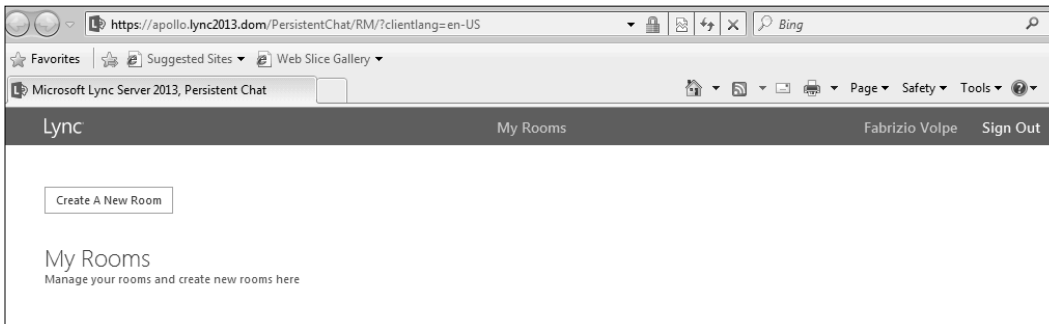 https://apollo.lync2013.dom/PersistentChat/RM/?clientlang=en-US Bing
Favorites Suggested Sites Web Slice Gallery
Microsoft Lync Server 2013, Persistent Chat Page Safety Tools
Lync My Rooms Fabrizio Volpe Sign Out
Create A New Room
My Rooms
Manage your rooms and create new rooms here